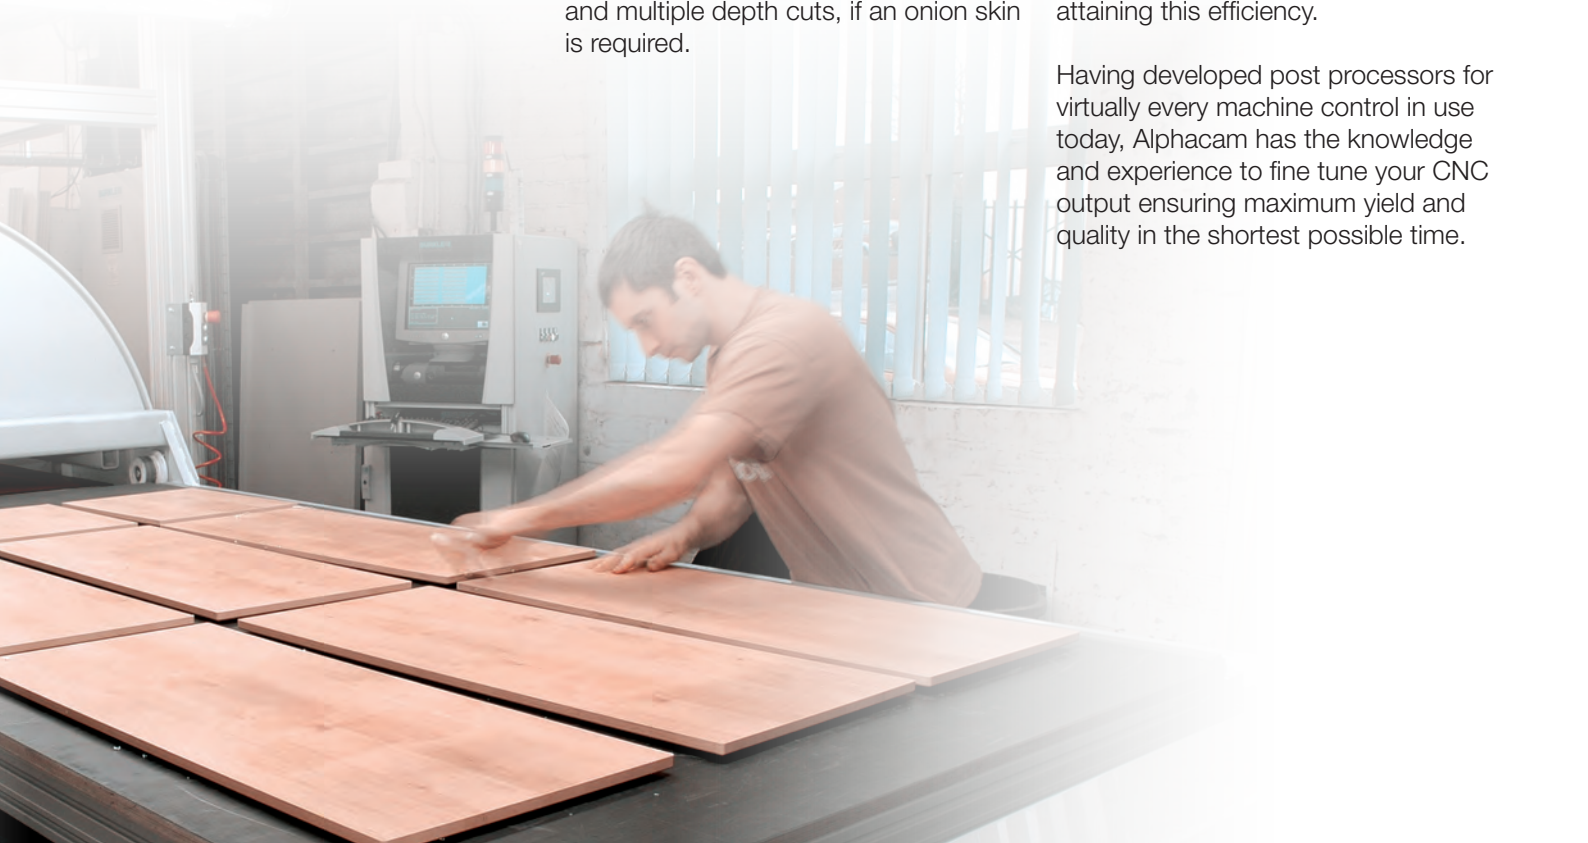 and multiple depth cuts, if an onion skin
is required.
attaining this efficiency.
Having developed post processors for
virtually every machine control in use
today, Alphacam has the knowledge
and experience to fine tune your CNC
output ensuring maximum yield and
quality in the shortest possible time.